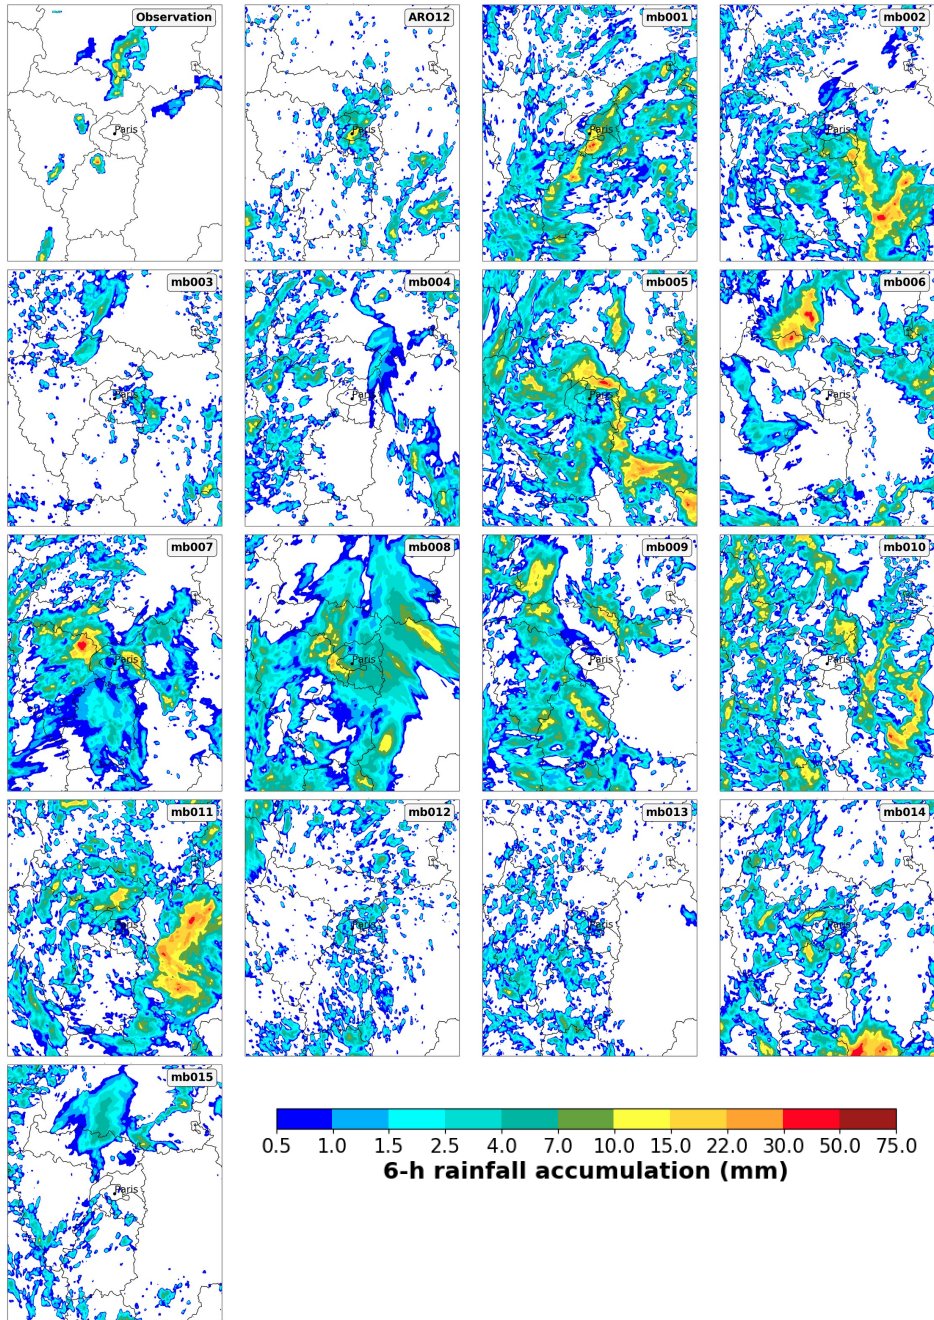 Observation
Paris
ARO12
Paris
mb001
Paris
mb002
Paris
mb003
Paris
mb004
Paris
mb005
Paris
mb006
Paris
mb007
Paris
mb008
Paris
mb009
Paris
mb010
Paris
mb011
Paris
mb012
Paris
mb013
Paris
mb014
Paris
mb015
Paris
0.5 1.0 1.5 2.5 4.0 7.0 10.0 15.0 22.0 30.0 50.0 75.0
6-h rainfall accumulation (mm)